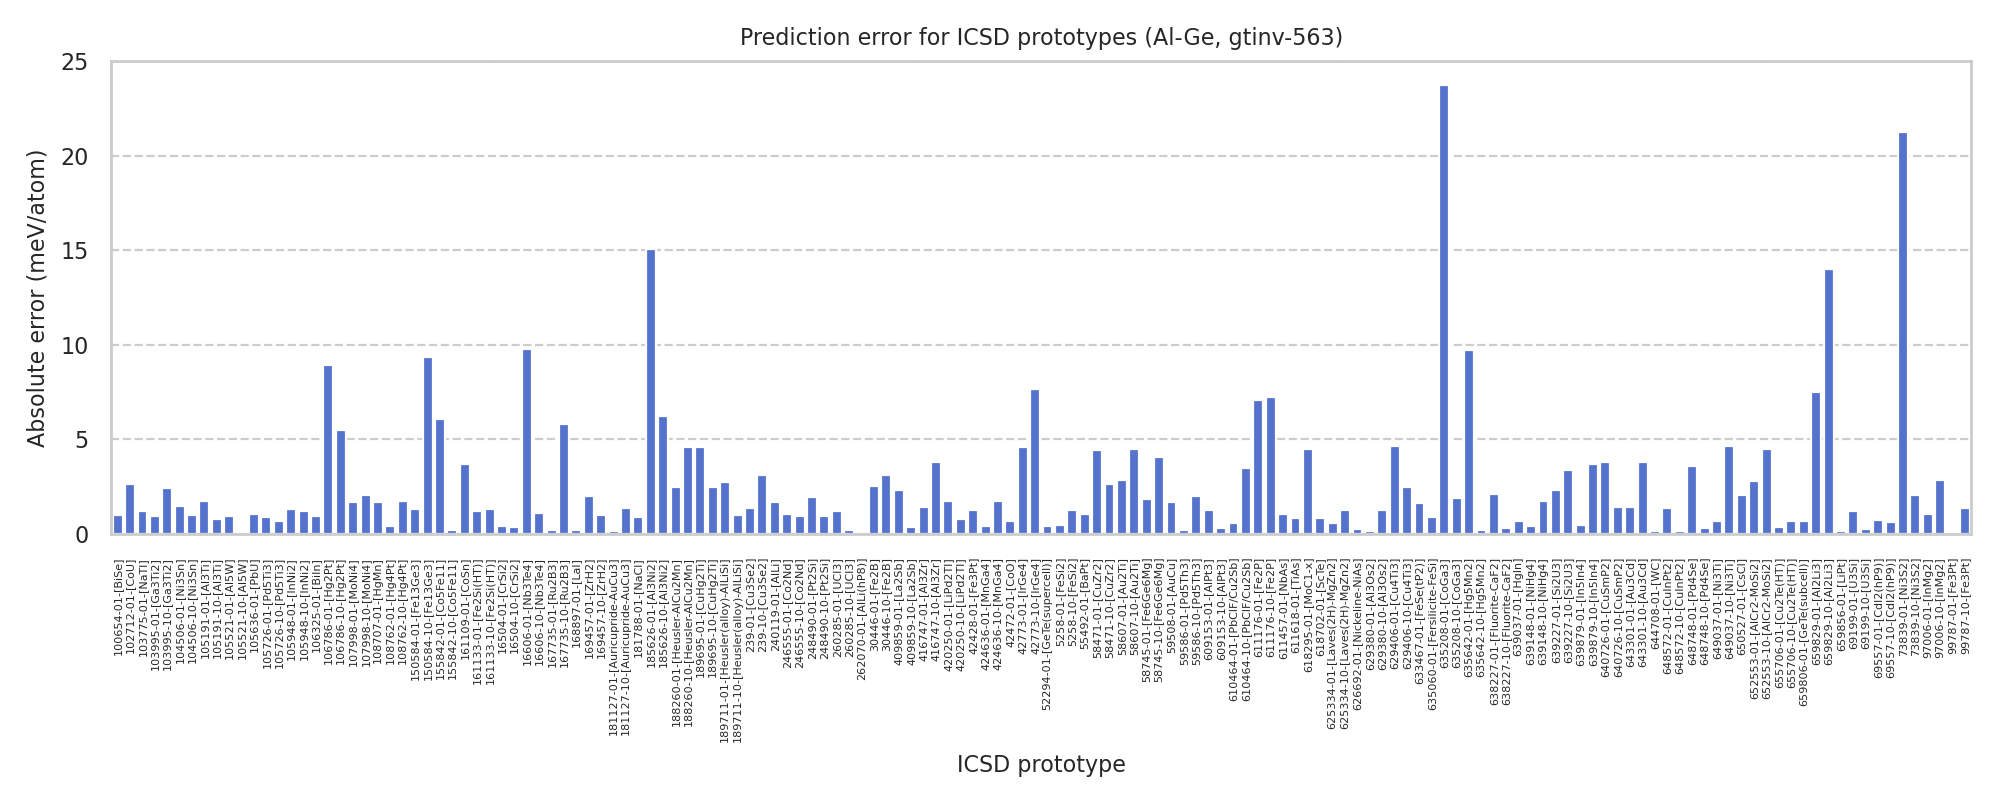 Prediction error for ICSD prototypes (Al-Ge, gtinv-563)
Absolute error (meV/atom)
25
20
15
10
5
0
100654-01-[BiSe]
102712-01-[CoU]
103775-01-[NaTl]
103995-01-[Ga3Ti2]
103995-10-[Ga3Ti2]
104506-01-[Ni3Sn]
104506-10-[Ni3Sn]
105191-01-[Al3Ti]
105191-10-[Al3Ti]
105521-01-[Al5W]
105521-10-[Al5W]
105636-01-[PbU]
105726-01-[Pd5Ti3]
105726-10-[Pd5Ti3]
105948-01-[InNi2]
105948-10-[InNi2]
106325-01-[BiIn]
106786-01-[Hg2Pt]
106786-10-[Hg2Pt]
107998-01-[MoNi4]
107998-10-[MoNi4]
108707-01-[HgMn]
108762-01-[Hg4Pt]
108762-10-[Hg4Pt]
150584-01-[Fe13Ge3]
150584-10-[Fe13Ge3]
155842-01-[Co5Fe11]
155842-10-[Co5Fe11]
161109-01-[CoSn]
161133-01-[Fe2Si(HT)]
161133-10-[Fe2Si(HT)]
16504-01-[CrSi2]
16504-10-[CrSi2]
16606-01-[Nb3Te4]
16606-10-[Nb3Te4]
167735-01-[Ru2B3]
167735-10-[Ru2B3]
168897-01-[LaI]
169457-01-[ZrH2]
169457-10-[ZrH2]
181127-01-[Auricupride-AuCu3]
181127-10-[Auricupride-AuCu3]
181788-01-[NaCl]
185626-01-[Al3Ni2]
185626-10-[Al3Ni2]
188260-01-[Heusler-AlCu2Mn]
188260-10-[Heusler-AlCu2Mn]
189695-01-[CuHg2Ti]
189695-10-[CuHg2Ti]
189711-01-[Heusler(alloy)-AlLiSi]
189711-10-[Heusler(alloy)-AlLiSi]
239-01-[Cu3Se2]
239-10-[Cu3Se2]
240119-01-[AlLi]
246555-01-[Co2Nd]
246555-10-[Co2Nd]
248490-01-[Pt2Si]
248490-10-[Pt2Si]
260285-01-[UCl3]
260285-10-[UCl3]
262070-01-[AlLi(hP8)]
30446-01-[Fe2B]
30446-10-[Fe2B]
409859-01-[La2Sb]
409859-10-[La2Sb]
416747-01-[Al3Zr]
416747-10-[Al3Zr]
420250-01-[LiPd2Tl]
420250-10-[LiPd2Tl]
42428-01-[Fe3Pt]
424636-01-[MnGa4]
424636-10-[MnGa4]
42472-01-[CoO]
42773-01-[IrGe4]
42773-10-[IrGe4]
52294-01-[GeTe(supercell)]
5258-01-[FeSi2]
5258-10-[FeSi2]
55492-01-[BaPt]
58471-01-[CuZr2]
58471-10-[CuZr2]
58607-01-[Au2Ti]
58607-10-[Au2Ti]
58745-01-[Fe6Ge6Mg]
58745-10-[Fe6Ge6Mg]
59508-01-[AuCu]
59586-01-[Pd5Th3]
59586-10-[Pd5Th3]
609153-01-[AlPt3]
609153-10-[AlPt3]
610464-01-[PbClF/Cu2Sb]
610464-10-[PbClF/Cu2Sb]
611176-01-[Fe2P]
611176-10-[Fe2P]
611457-01-[NbAs]
611618-01-[TiAs]
618295-01-[MoC1-x]
618702-01-[ScTe]
625334-01-[Laves(2H)-MgZn2]
625334-10-[Laves(2H)-MgZn2]
626692-01-[Nickeline-NiAs]
629380-01-[Al3Os2]
629380-10-[Al3Os2]
629406-01-[Cu4Ti3]
629406-10-[Cu4Ti3]
633467-01-[FeSe(tP2)]
635060-01-[Fersilicite-FeSi]
635208-01-[CoGa3]
635208-10-[CoGa3]
635642-01-[Hg5Mn2]
635642-10-[Hg5Mn2]
638227-01-[Fluorite-CaF2]
638227-10-[Fluorite-CaF2]
639037-01-[HgIn]
639148-01-[NiHg4]
639148-10-[NiHg4]
639227-01-[Si2U3]
639227-10-[Si2U3]
639879-01-[In5In4]
639879-10-[In5In4]
640726-01-[CuSmP2]
640726-10-[CuSmP2]
643301-01-[Au3Cd]
643301-10-[Au3Cd]
644708-01-[WC]
648572-01-[CuInPt2]
648572-10-[CuInPt2]
648748-01-[Pd4Se]
648748-10-[Pd4Se]
649037-01-[Ni3Ti]
649037-10-[Ni3Ti]
650527-01-[CsCl]
652553-01-[AlCr2-MoSi2]
652553-10-[AlCr2-MoSi2]
655706-01-[Cu2Te(HT)]
655706-10-[Cu2Te(HT)]
659806-01-[GeTe(subcell)]
659829-01-[Al2Li3]
659829-10-[Al2Li3]
659856-01-[LiPt]
69199-01-[U3Si]
69199-10-[U3Si]
69557-01-[CdI2(hP9)]
69557-10-[CdI2(hP9)]
73839-01-[Ni3S2]
73839-10-[Ni3S2]
97006-01-[InMg2]
97006-10-[InMg2]
99787-01-[Fe3Pt]
99787-10-[Fe3Pt]
ICSD prototype